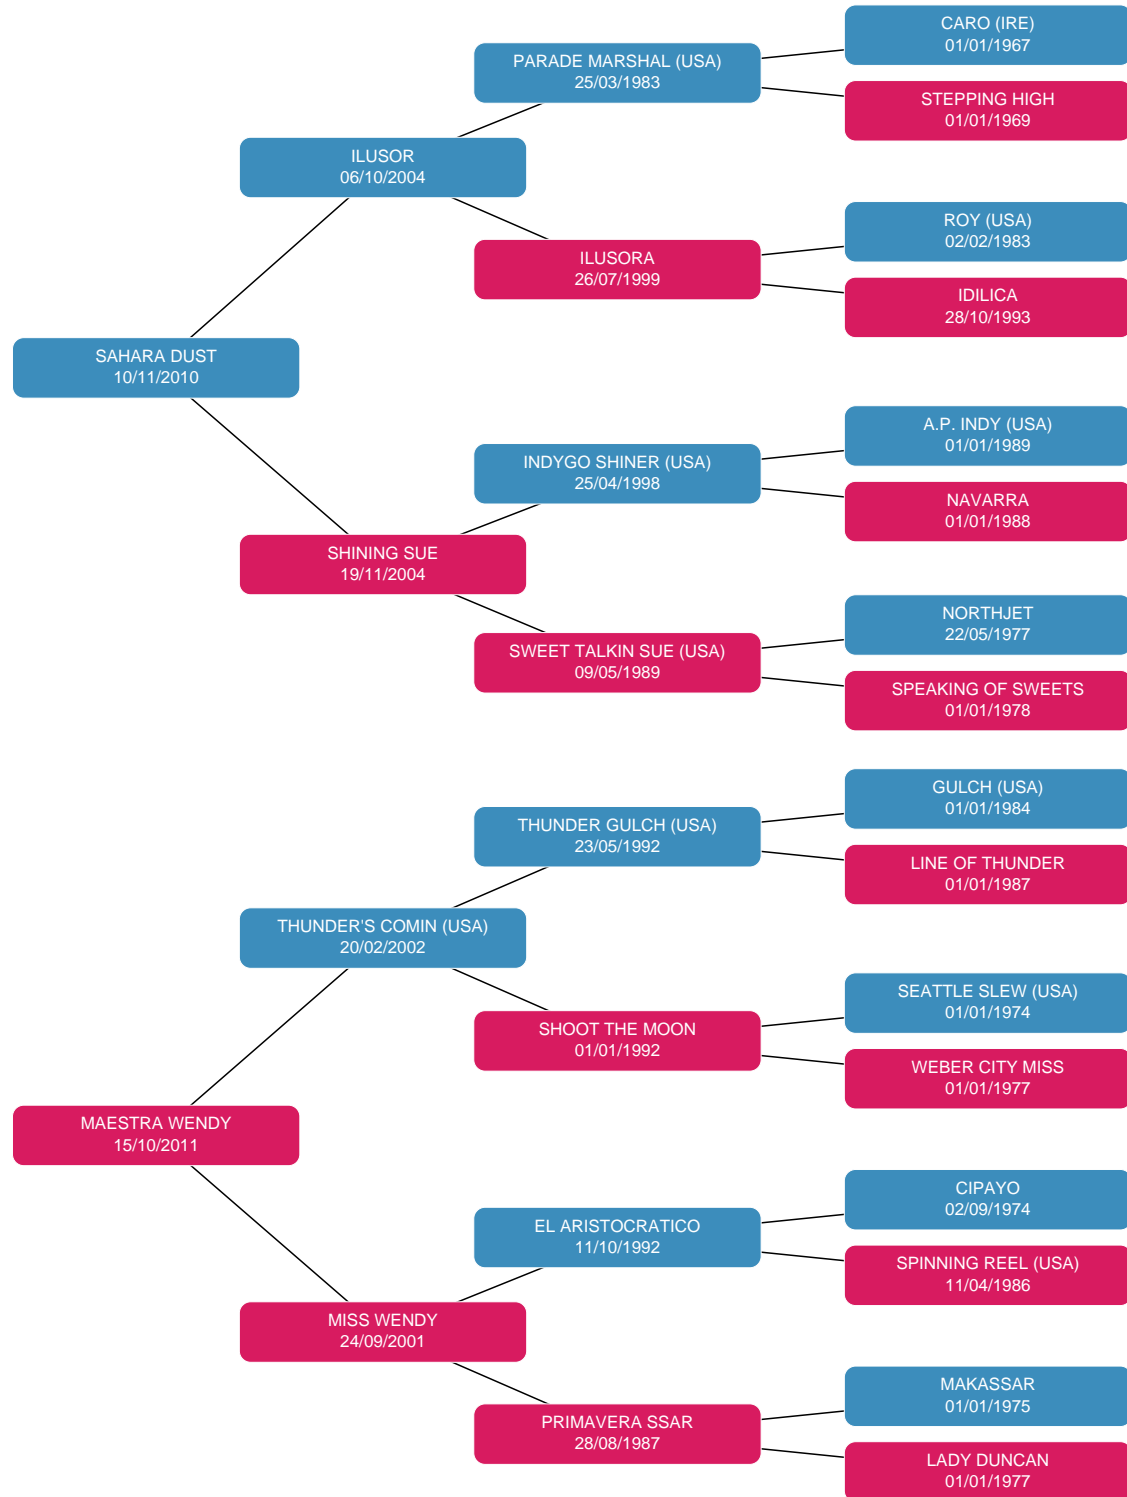 CARO (IRE)
01/01/1967
PARADE MARSHAL (USA)
25/03/1983
STEPPING HIGH
01/01/1969
ILUSOR
06/10/2004
ROY (USA)
02/02/1983
ILUSORA
26/07/1999
IDILICA
28/10/1993
SAHARA DUST
10/11/2010
A.P. INDY (USA)
01/01/1989
INDYGO SHINER (USA)
25/04/1998
NAVARRA
01/01/1988
SHINING SUE
19/11/2004
NORTHJET
22/05/1977
SWEET TALKIN SUE (USA)
09/05/1989
SPEAKING OF SWEETS
01/01/1978
GULCH (USA)
01/01/1984
THUNDER GULCH (USA)
23/05/1992
LINE OF THUNDER
01/01/1987
THUNDER'S COMIN (USA)
20/02/2002
SEATTLE SLEW (USA)
01/01/1974
SHOOT THE MOON
01/01/1992
WEBER CITY MISS
01/01/1977
MAESTRA WENDY
15/10/2011
CIPAYO
02/09/1974
EL ARISTOCRATICO
11/10/1992
SPINNING REEL (USA)
11/04/1986
MISS WENDY
24/09/2001
MAKASSAR
01/01/1975
PRIMAVERA SSAR
28/08/1987
LADY DUNCAN
01/01/1977